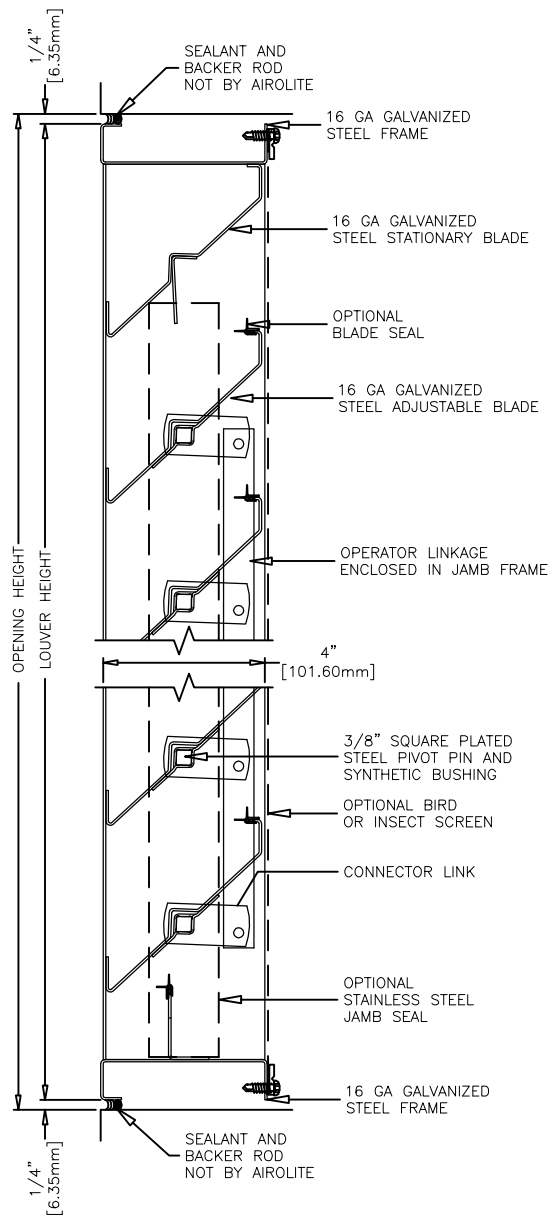 1/4"
[6.35mm]
SEALANT AND
BACKER ROD
NOT BY AIROLITE
16 GA GALVANIZED
STEEL FRAME
16 GA GALVANIZED
STEEL STATIONARY BLADE
OPTIONAL
BLADE SEAL
16 GA GALVANIZED
STEEL ADJUSTABLE BLADE
OPENING HEIGHT
LOUVER HEIGHT
OPERATOR LINKAGE
ENCLOSED IN JAMB FRAME
4"
[101.60mm]
3/8" SQUARE PLATED
STEEL PIVOT PIN AND
SYNTHETIC BUSHING
OPTIONAL BIRD
OR INSECT SCREEN
CONNECTOR LINK
OPTIONAL
STAINLESS STEEL
JAMB SEAL
16 GA GALVANIZED
STEEL FRAME
SEALANT AND
BACKER ROD
NOT BY AIROLITE
1/4"
[6.35mm]